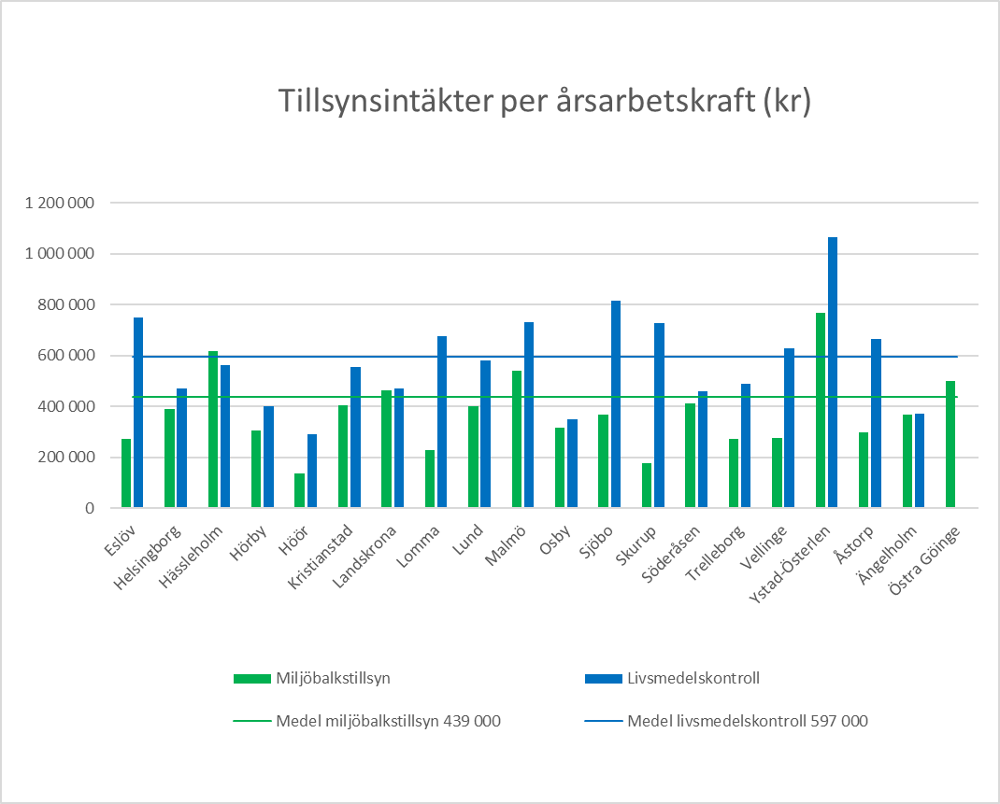 Tillsynsintäkter per årsarbetskraft (kr)
1 200 000
1 000 000
800 000
600 000
400 000
200 000
0
Eslöv
Helsingborg
Hässleholm
Hörby
Höör
Kristianstad
Landskrona
Lomma
Lund
Malmö
Osby
Sjöbo
Skurup
Söderåsen
Trelleborg
Vellinge
Ystad-Österlen
Åstorp
Ängelholm
Östra Göinge
Miljöbalkstillsyn
Livsmedelskontroll
Medel miljöbalkstillsyn 439 000
Medel livsmedelskontroll 597 000